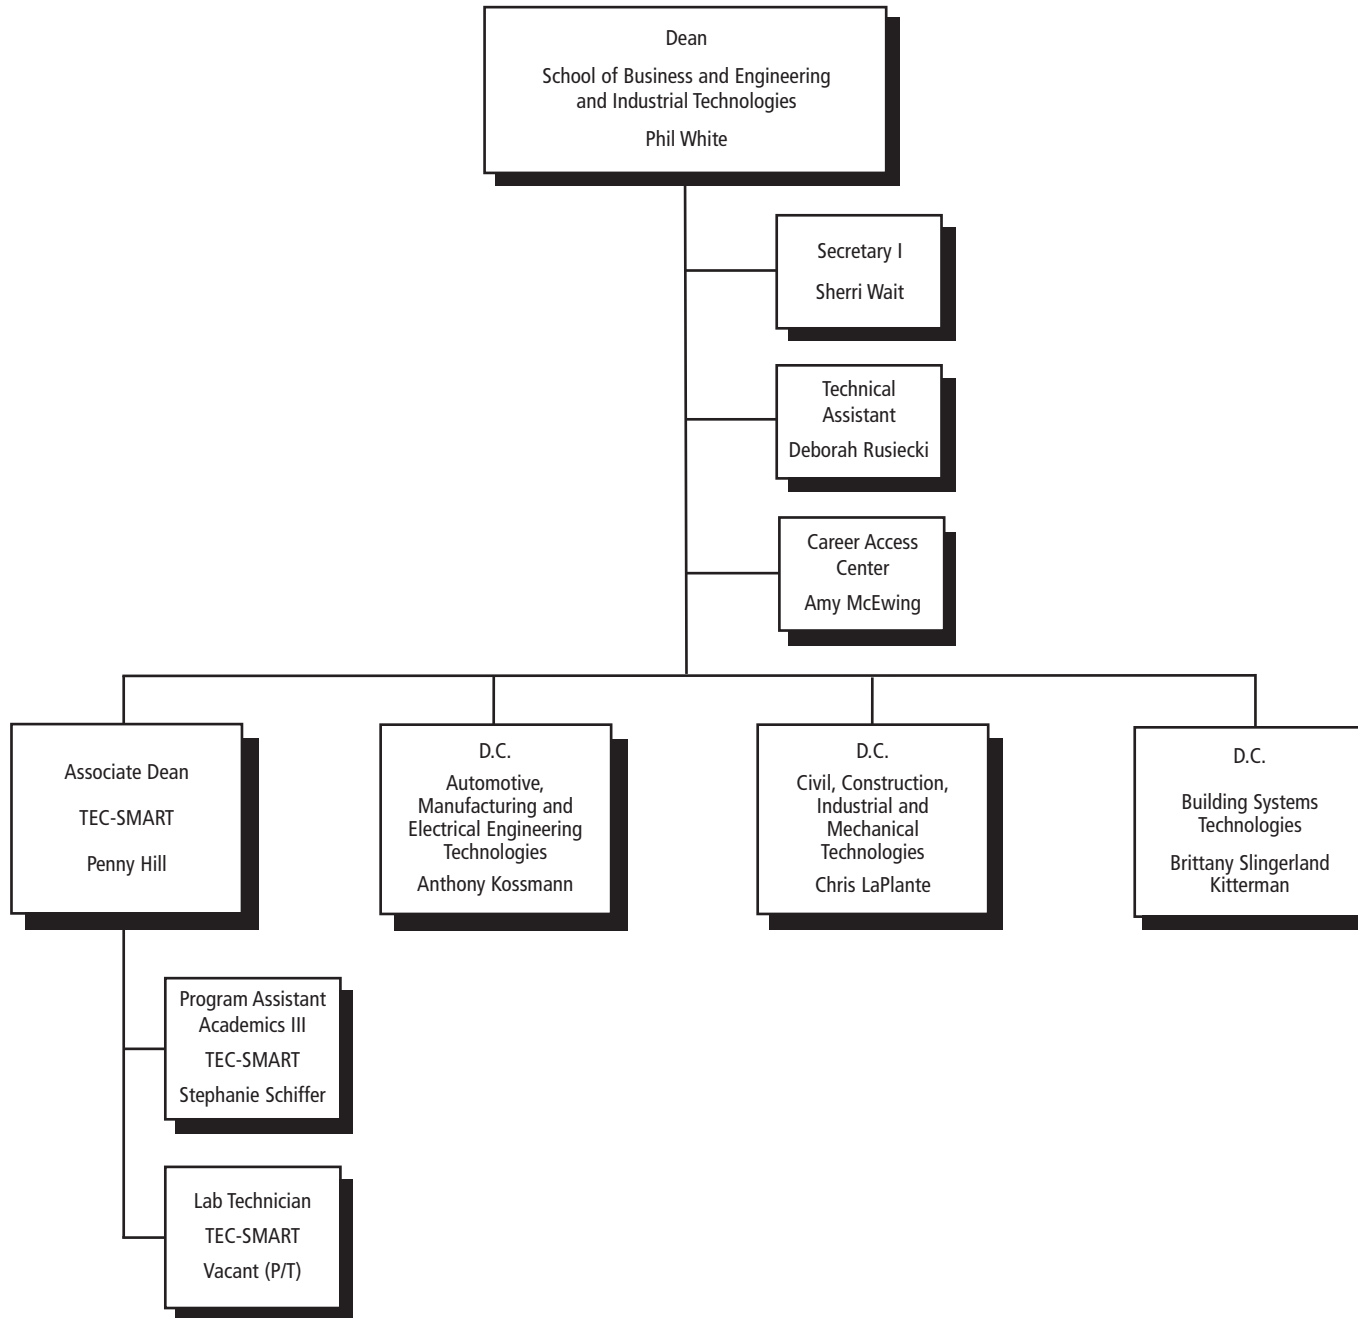 Dean
School of Business and Engineering
and Industrial Technologies
Phil White
Secretary I
Sherri Wait
Technical
Assistant
Deborah Rusiecki
Career Access
Center
Amy McEwing
Associate Dean
TEC-SMART
Penny Hill
D.C.
Automotive,
Manufacturing and
Electrical Engineering
Technologies
Anthony Kossmann
D.C.
Civil, Construction,
Industrial and
Mechanical
Technologies
Chris LaPlante
D.C.
Building Systems
Technologies
Brittany Slingerland
Kitterman
Program Assistant
Academics III
TEC-SMART
Stephanie Schiffer
Lab Technician
TEC-SMART
Vacant (P/T)